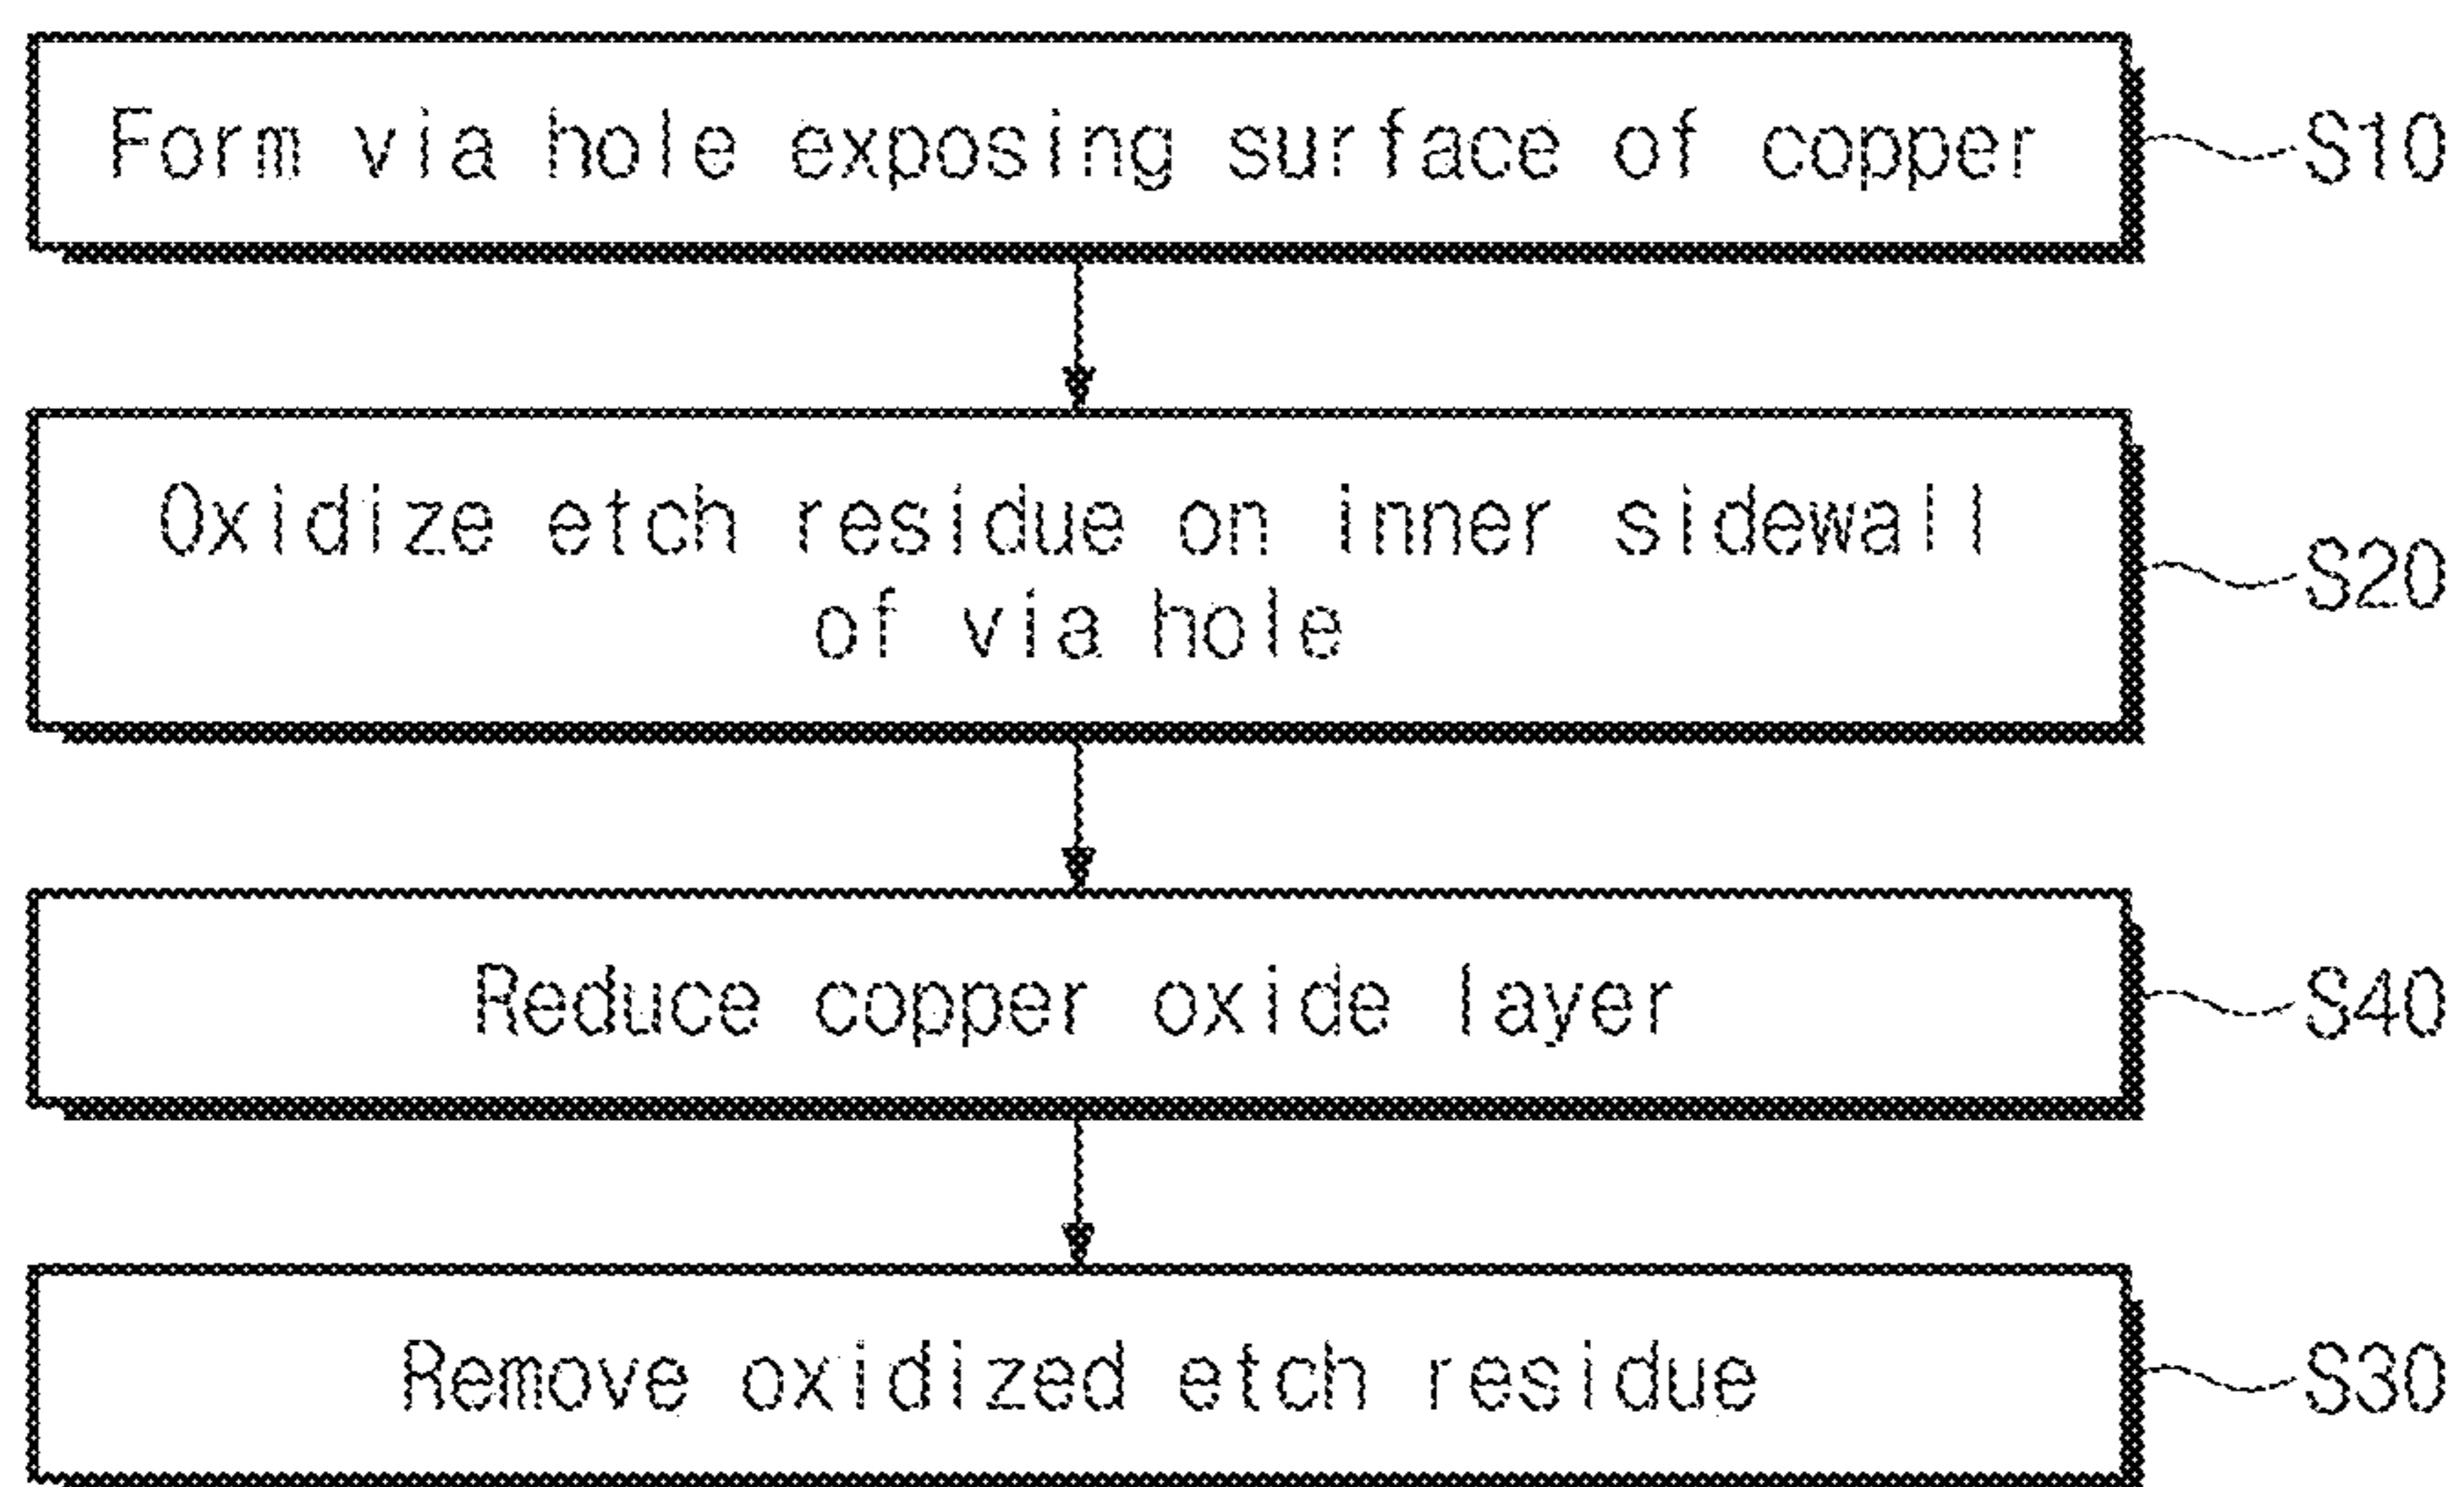 Form via hole exposing surface of copper
S10
Oxidize etch residue on inner sidewall
of via hole
S20
Reduce copper oxide layer
S40
Remove oxidized etch residue
S30